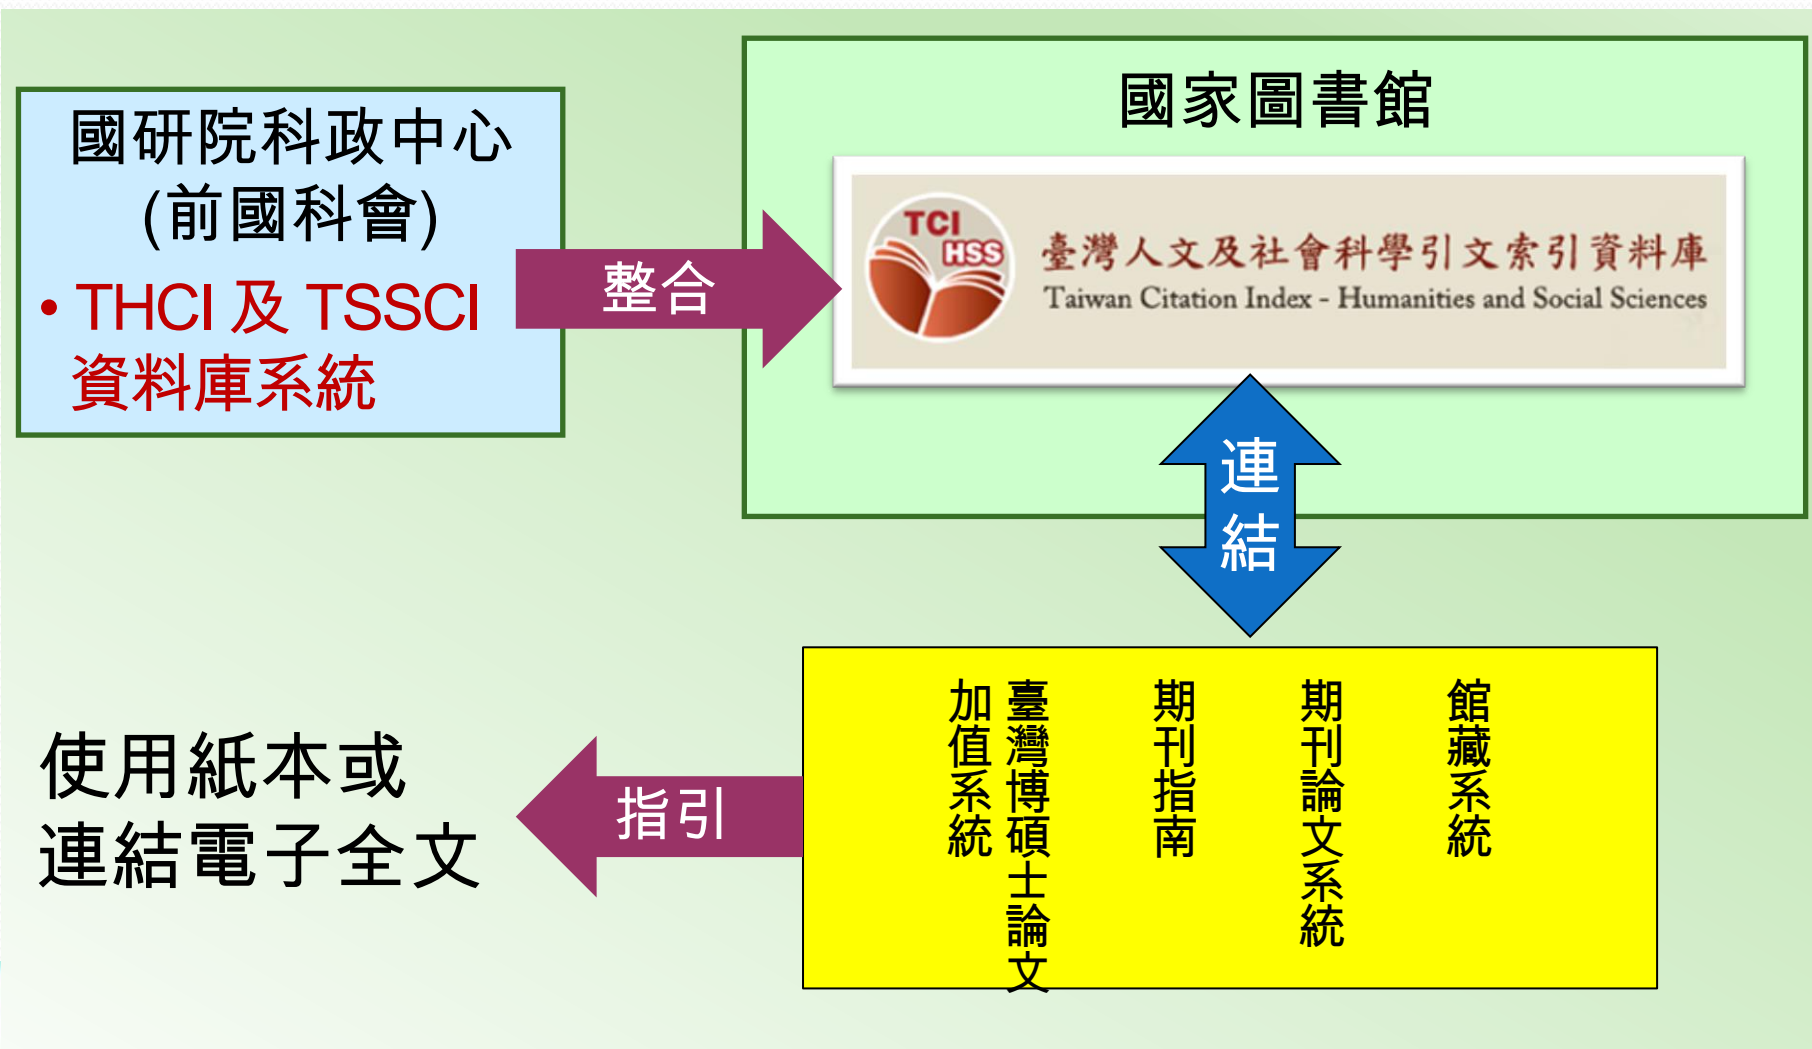 國研院科政中心
(前國科會)
• THCI 及 TSSCI
資料庫系統
整合
國家圖書館
TCI
HSS
臺灣人文及社會科學引文索引資料庫
Taiwan Citation Index - Humanities and Social Sciences
連
結
館藏系統
期刊論文系統
期刊指南
臺灣博碩士論文
加值系統
指引
使用紙本或
連結電子全文